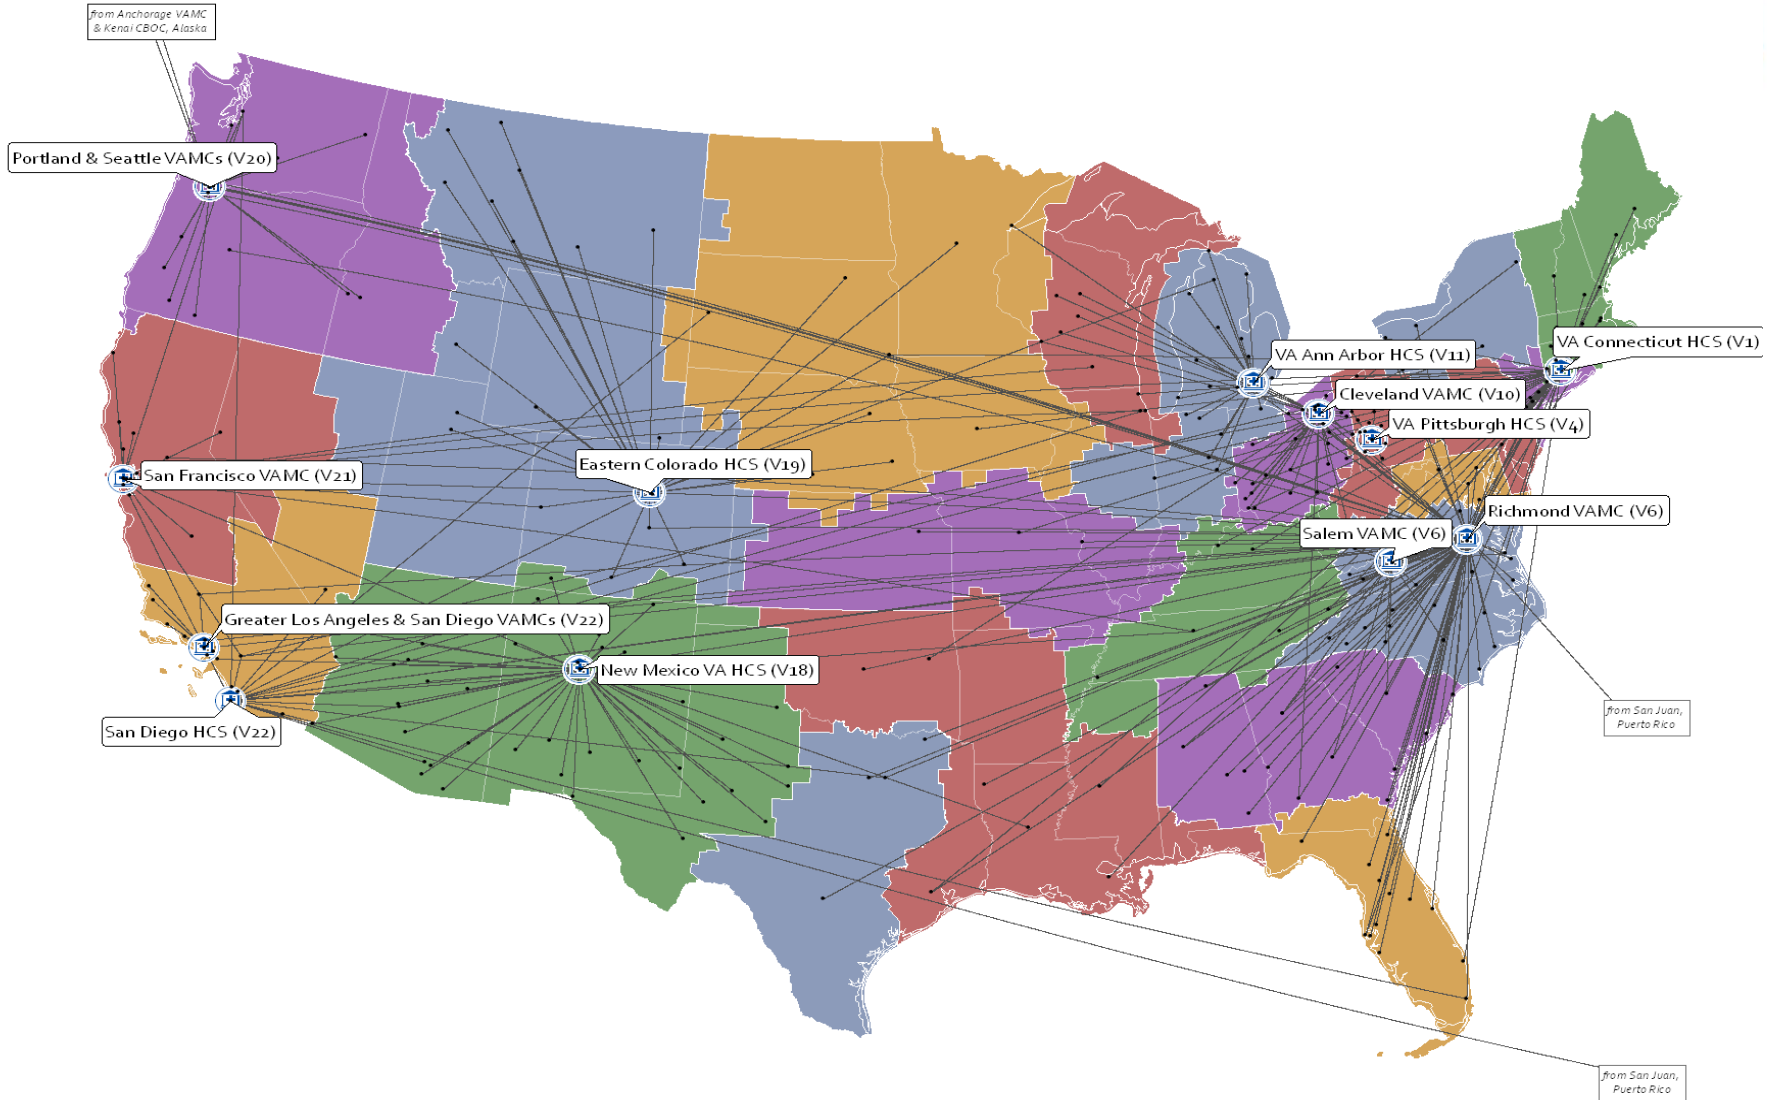 from Anchorage VAMC
& Kenai CBOC, Alaska
Portland & Seattle VAMCs (V20)
VA Connecticut HCS (V1)
VA Ann Arbor HCS (V11)
Cleveland VAMC (V10)
VA Pittsburgh HCS (V4)
Eastern Colorado HCS (V19)
San Francisco VAMC (V21)
Richmond VAMC (V6)
Salem VAMC (V6)
Greater Los Angeles & San Diego VAMCs (V22)
New Mexico VA HCS (V18)
San Diego HCS (V22)
from San Juan,
Puerto Rico
from San Juan,
Puerto Rico